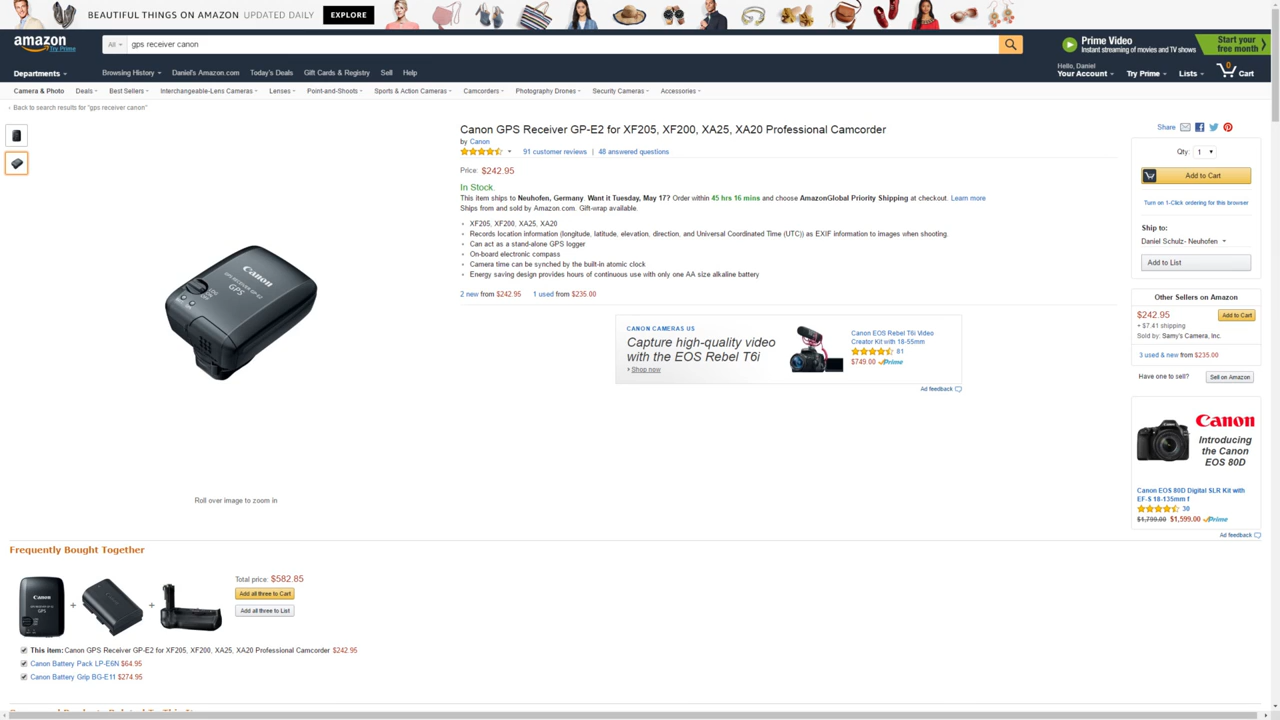 BEAUTIFUL THINGS ON AMAZON UPDATED DAILY EXPLORE
amazon
Try Prime
All
gps receiver canon
Prime Video
Instant streaming of movies and TV shows
Start your
free month
Departments
Browsing History
Daniel's Amazon.com
Today's Deals
Gift Cards & Registry
Sell
Help
Hello, Daniel
Your Account
Try Prime
Lists
0
Cart
Camera & Photo
Deals
Best Sellers
Interchangeable-Lens Cameras
Lenses
Point-and-Shoots
Sports & Action Cameras
Camcorders
Photography Drones
Security Cameras
Accessories
‹ Back to search results for "gps receiver canon"
Canon
GPS RECEIVER GP-E2
GPS
Roll over image to zoom in
Canon GPS Receiver GP-E2 for XF205, XF200, XA25, XA20 Professional Camcorder
by Canon
91 customer reviews | 48 answered questions
Price: $242.95
In Stock.
This item ships to Neuhofen, Germany. Want it Tuesday, May 17? Order within 45 hrs 16 mins and choose AmazonGlobal Priority Shipping at checkout. Learn more
Ships from and sold by Amazon.com. Gift-wrap available.
XF205, XF200, XA25, XA20
Records location information (longitude, latitude, elevation, direction, and Universal Coordinated Time (UTC)) as EXIF information to images when shooting.
Can act as a stand-alone GPS logger
On-board electronic compass
Camera time can be synched by the built-in atomic clock
Energy saving design provides hours of continuous use with only one AA size alkaline battery
2 new from $242.95 1 used from $235.00
CANON CAMERAS US
Capture high-quality video
with the EOS Rebel T6i
Shop now
Canon EOS Rebel T6i Video
Creator Kit with 18-55mm
81
$749.00 Prime
Ad feedback
Share
Qty: 1
Add to Cart
Turn on 1-Click ordering for this browser
Ship to:
Daniel Schulz- Neuhofen
Add to List
Other Sellers on Amazon
$242.95 Add to Cart
+ $7.41 shipping
Sold by: Samy's Camera, Inc.
3 used & new from $235.00
Have one to sell? Sell on Amazon
Canon
Introducing
the Canon
EOS 80D
Canon EOS 80D Digital SLR Kit with
EF-S 18-135mm f
30
$1,799.00 $1,599.00 Prime
Ad feedback
Frequently Bought Together
Canon
GPS
+
+
Total price: $582.85
Add all three to Cart
Add all three to List
This item: Canon GPS Receiver GP-E2 for XF205, XF200, XA25, XA20 Professional Camcorder $242.95
Canon Battery Pack LP-E6N $64.95
Canon Battery Grip BG-E11 $274.95